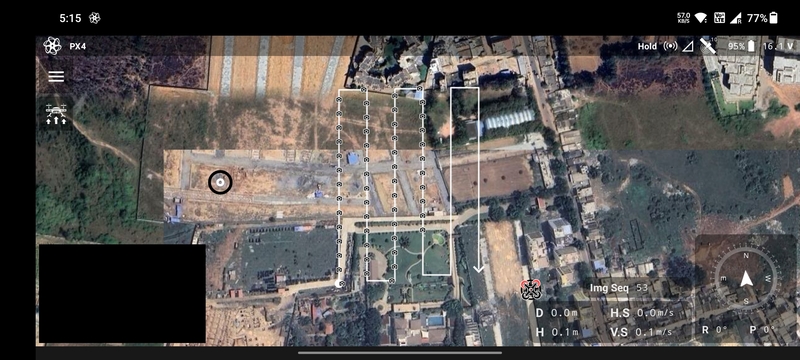 5:15
57.0
KB/S
77%
PX4
Hold
95%
16.1 V
N
S
Img Seq 53
D 0.0m H.S 0.0m/s
H 0.1m V.S 0.1m/s
R 0° P 0°